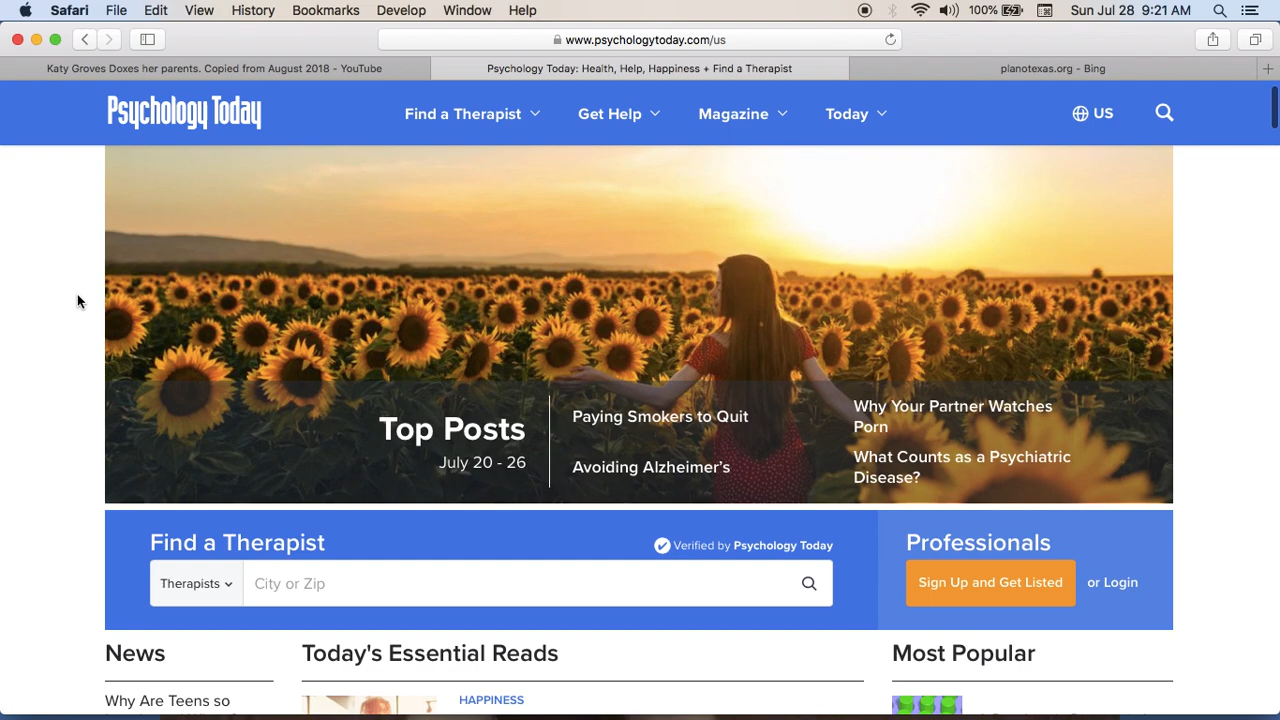 Safari File Edit View History Bookmarks Develop Window Help 100% Sun Jul 28 9:21 AM
www.psychologytoday.com/us
Katy Groves Doxes her parents. Copied from August 2018 - YouTube
Psychology Today: Health, Help, Happiness + Find a Therapist
planotexas.org - Bing
Psychology Today
Find a Therapist
Get Help
Magazine
Today
US
Top Posts
July 20 - 26
Paying Smokers to Quit
Avoiding Alzheimer's
Why Your Partner Watches
Porn
What Counts as a Psychiatric
Disease?
Find a Therapist
Verified by Psychology Today
Therapists
City or Zip
Professionals
Sign Up and Get Listed
or Login
News
Why Are Teens so
Today's Essential Reads
HAPPINESS
Most Popular